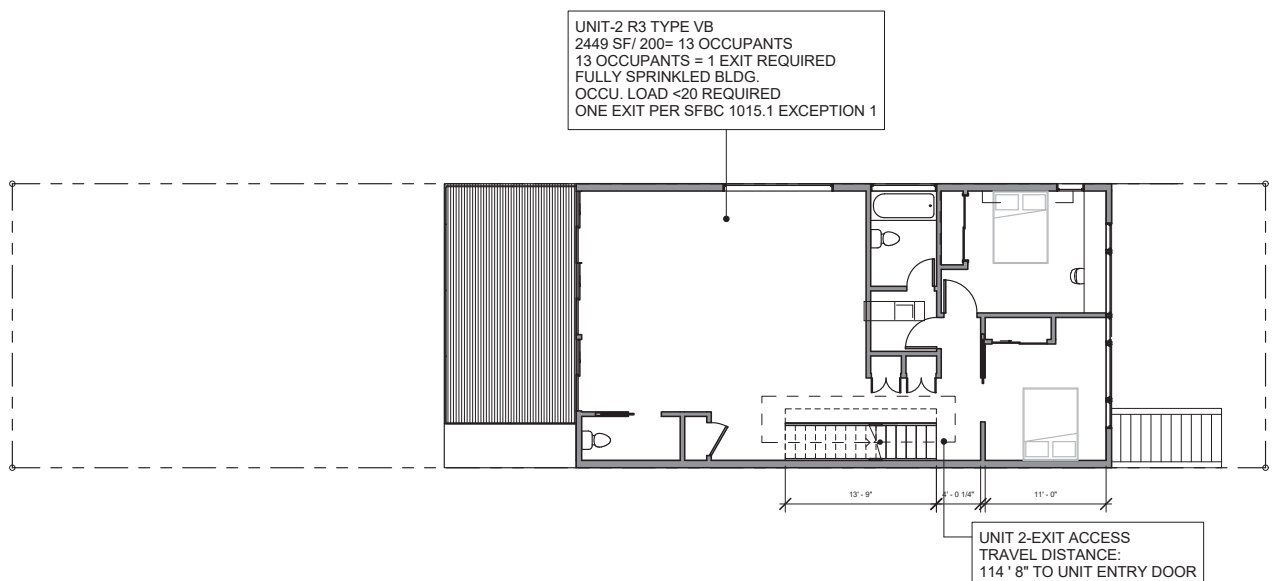 UNIT-2 R3 TYPE VB
2449 SF/ 200= 13 OCCUPANTS
13 OCCUPANTS = 1 EXIT REQUIRED
FULLY SPRINKLED BLDG.
OCCU. LOAD <20 REQUIRED
ONE EXIT PER SFBC 1015.1 EXCEPTION 1
13' - 9"
4' - 0 1/4"
11' - 0"
UNIT 2-EXIT ACCESS
TRAVEL DISTANCE:
114 ' 8" TO UNIT ENTRY DOOR